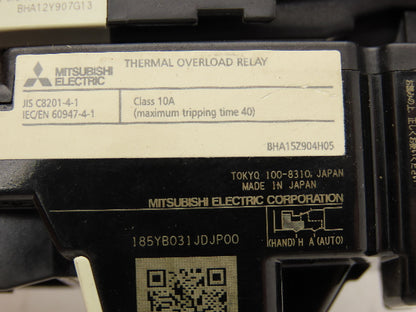 BHA12Y907G13
MITSUBISHI
ELECTRIC
THERMAL OVERLOAD RELAY
JIS C8201-4-1
IEC/EN 60947-4-1
Class 10A
(maximum tripping time 40)
BHA15Z904H05
TOKYO 100-8310, JAPAN
MADE IN JAPAN
MITSUBISHI ELECTRIC CORPORATION
(HAND) H A (AUTO)
185YB031JDJP00